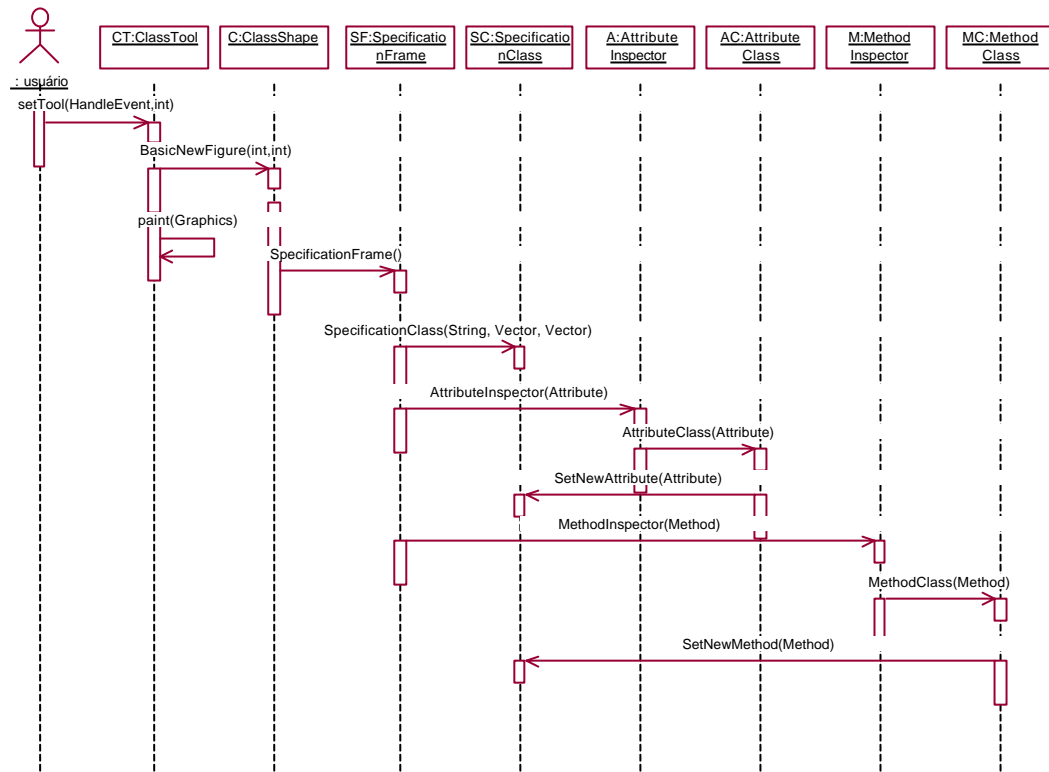 CT:ClassTool
C:ClassShape
SF:Specificatio
nFrame
SC:Specificatio
nClass
A:Attribute
Inspector
AC:Attribute
Class
M:Method
Inspector
MC:Method
Class
: usuário
setTool(HandleEvent,int)
BasicNewFigure(int,int)
paint(Graphics)
SpecificationFrame()
SpecificationClass(String, Vector, Vector)
AttributeInspector(Attribute)
AttributeClass(Attribute)
SetNewAttribute(Attribute)
MethodInspector(Method)
MethodClass(Method)
SetNewMethod(Method)